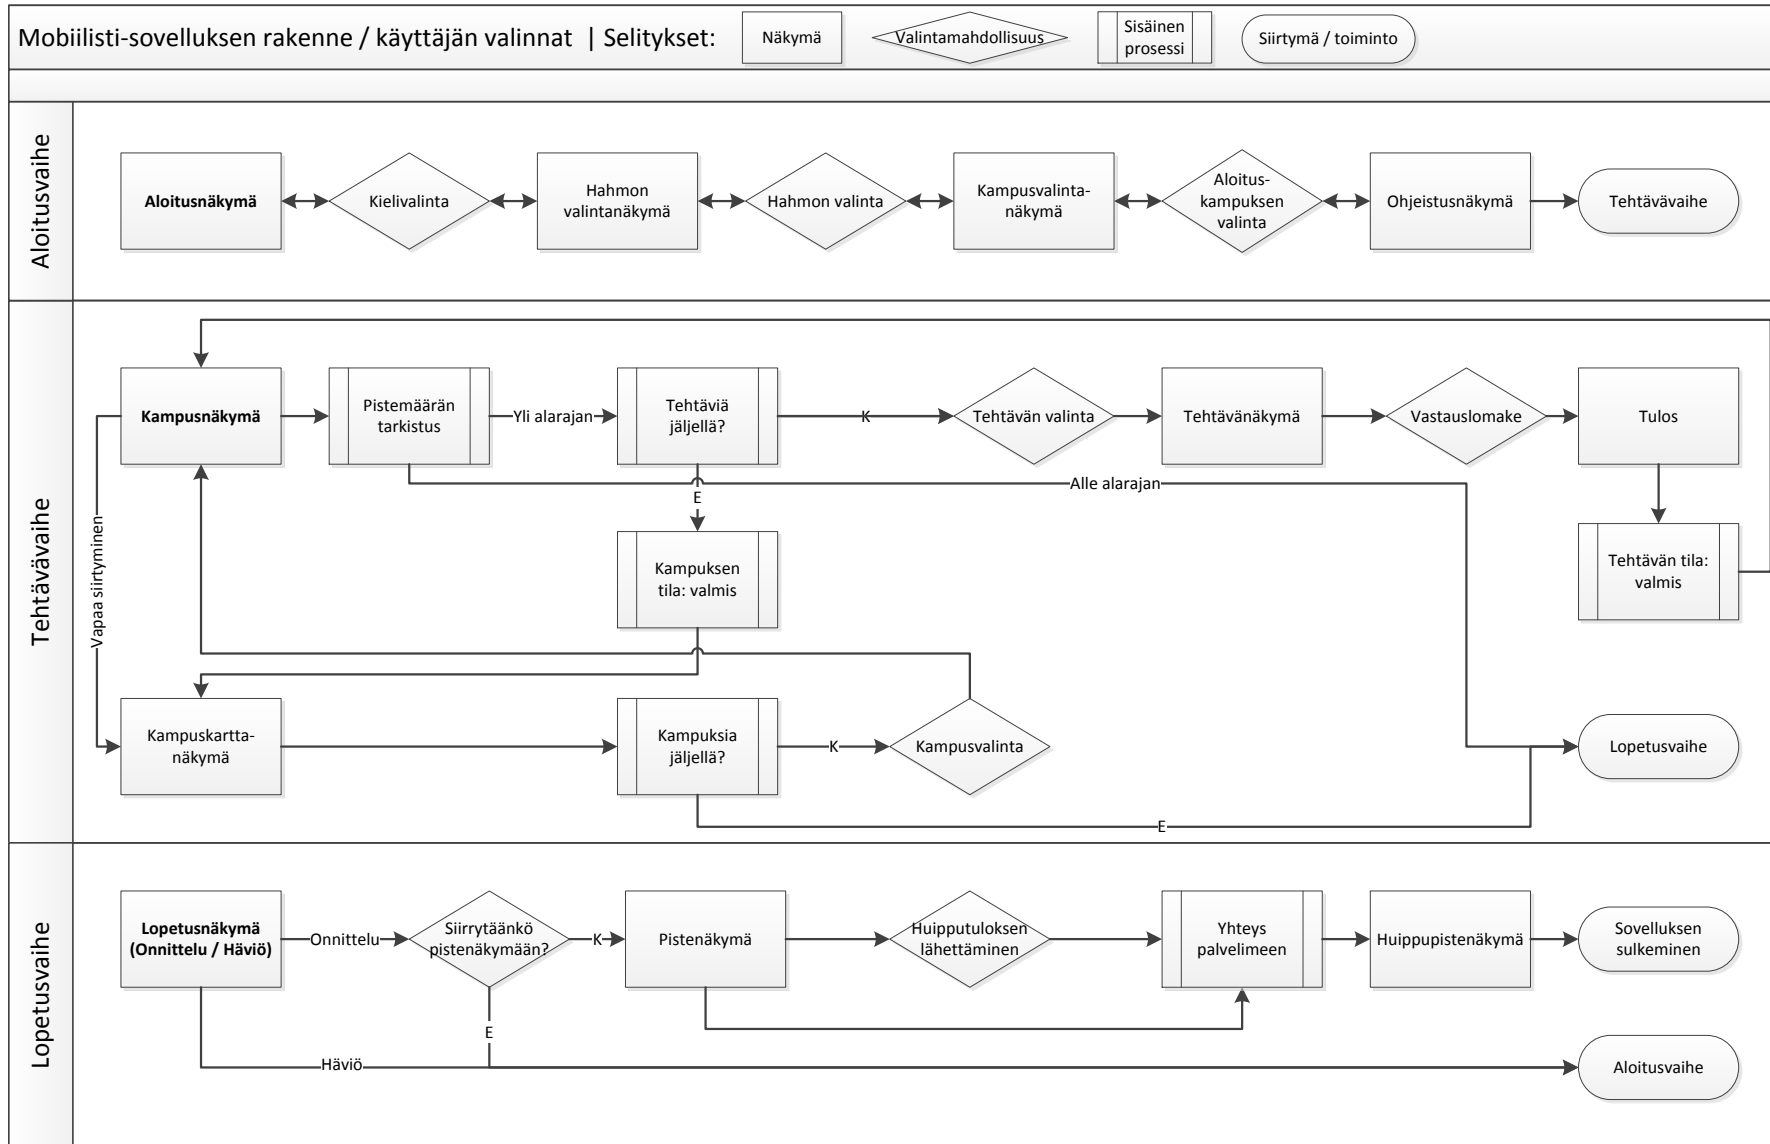 Mobiilisti-sovelluksen rakenne / käyttäjän valinnat | Selitykset:
Näkymä
Valintamahdollisuus
Sisäinen
prosessi
Siirtymä / toiminto
Aloitusvaihe
Aloitusnäkymä
Kielivalinta
Hahmon
valintanäkymä
Hahmon valinta
Kampusvalinta-
näkymä
Aloitus-
kampuksen
valinta
Ohjeistusnäkymä
Tehtävävaihe
Tehtävävaihe
Kampusnäkymä
Pistemäärän
tarkistus
Yli alarajan
Tehtäviä
jäljellä?
K
Tehtävän valinta
Tehtävänäkymä
Vastauslomake
Tulos
Alle alarajan
E
Vapaa siirtyminen
Kampuksen
tila: valmis
Tehtävän tila:
valmis
Kampuskartta-
näkymä
Kampuksia
jäljellä?
K
Kampusvalinta
Lopetusvaihe
E
Lopetusvaihe
Lopetusnäkymä
(Onnittelu / Häviö)
Onnittelu
Siirrytäänkö
pistenäkymään?
K
Pistenäkymä
Huipputuloksen
lähettäminen
Yhteys
palvelimeen
Huippupistenäkymä
Sovelluksen
sulkeminen
E
Häviö
Aloitusvaihe